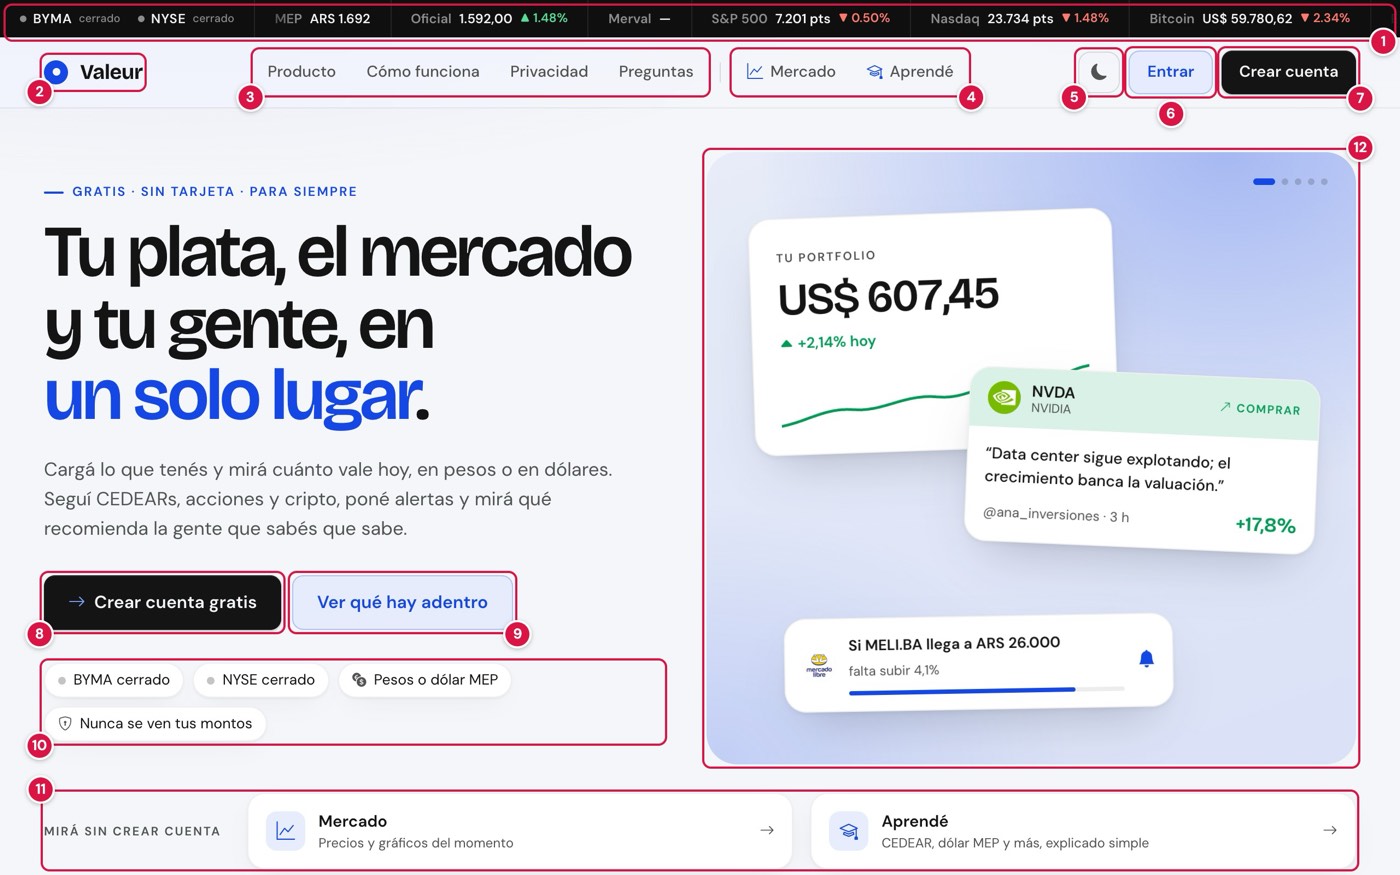 BYMA cerrado NYSE cerrado MEP ARS 1.692 Oficial 1.592,00 ▲ 1.48% Merval — S&P 500 7.201 pts ▼ 0.50% Nasdaq 23.734 pts ▼ 1.48% Bitcoin US$ 59.780,62 ▼ 2.34%
1
Valeur Producto Cómo funciona Privacidad Preguntas Mercado Aprendé Entrar Crear cuenta
2 3 4 5 6 7
12
— GRATIS · SIN TARJETA · PARA SIEMPRE
Tu plata, el mercado
y tu gente, en
un solo lugar.
Cargá lo que tenés y mirá cuánto vale hoy, en pesos o en dólares.
Seguí CEDEARs, acciones y cripto, poné alertas y mirá qué
recomienda la gente que sabés que sabe.
→ Crear cuenta gratis Ver qué hay adentro
8 9
BYMA cerrado NYSE cerrado Pesos o dólar MEP
Nunca se ven tus montos
10
TU PORTFOLIO
US$ 607,45
▲ +2,14% hoy
NVDA
NVIDIA
↗ COMPRAR
“Data center sigue explotando; el
crecimiento banca la valuación.”
@ana_inversiones · 3 h
+17,8%
mercado
libre
Si MELI.BA llega a ARS 26.000
falta subir 4,1%
11
MIRÁ SIN CREAR CUENTA
Mercado
Precios y gráficos del momento
→
Aprendé
CEDEAR, dólar MEP y más, explicado simple
→